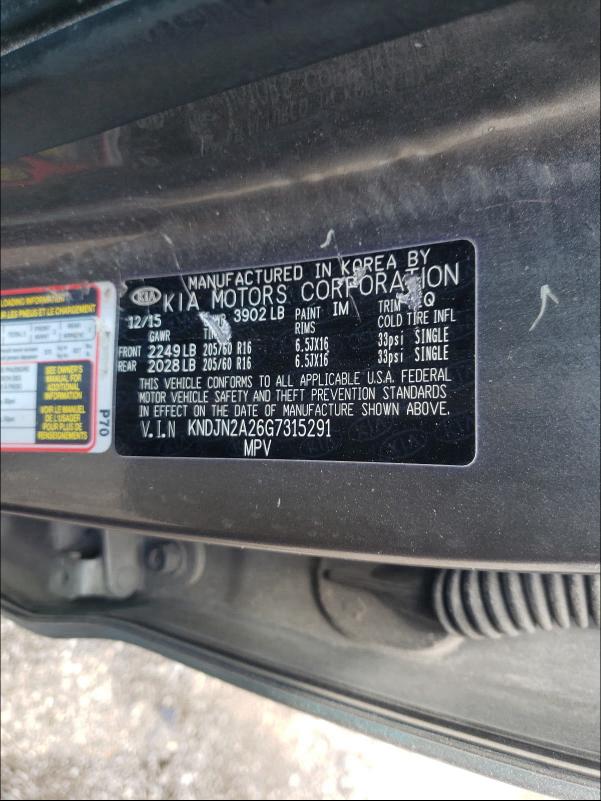 MANUFACTURED IN KOREA BY
KIA KIA MOTORS CORPORATION
12/15 3902 LB PAINT IM TRIM
GAWR RIMS COLD TIRE INFL
FRONT 2249 LB 205/60 R16 6.5JX16 33psi SINGLE
REAR 2028 LB 205/60 R16 6.5JX16 33psi SINGLE
THIS VEHICLE CONFORMS TO ALL APPLICABLE U.S.A. FEDERAL
MOTOR VEHICLE SAFETY AND THEFT PREVENTION STANDARDS
IN EFFECT ON THE DATE OF MANUFACTURE SHOWN ABOVE.
V.I.N KNDJN2A26G7315291
MPV
LOADING INFORMATION
SEE OWNER'S
MANUAL FOR
ADDITIONAL
INFORMATION
VOIR LE MANUEL
DE L'USAGER
POUR PLUS DE
RENSEIGNEMENTS
P70